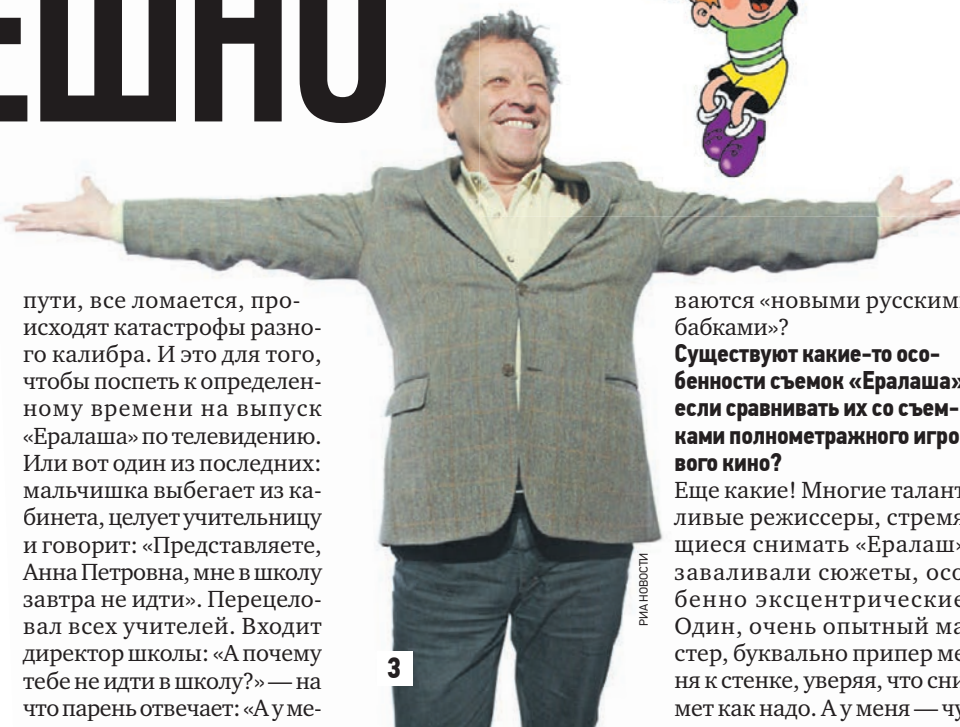 ЕШНО
пути, все ломается, про-
исходят катастрофы разно-
го калибра. И это для того,
чтобы поспеть к определен-
ному времени на выпуск
«Ералаша» по телевидению.
Или вот один из последних:
мальчишка выбегает из ка-
бинета, целует учительницу
и говорит: «Представляете,
Анна Петровна, мне в школу
завтра не идти». Перецело-
вал всех учителей. Входит
директор школы: «А почему
тебе не идти в школу?» — на
что парень отвечает: «А у ме-
РИА НОВОСТИ
3
ваются «новыми русскими
бабками»?
Существуют какие-то осо-
бенности съемок «Ералаша»
если сравнивать их со съем-
ками полнометражного игро
вого кино?
Еще какие! Многие талант
ливые режиссеры, стремя
щиеся снимать «Ералаш»
заваливали сюжеты, осо
бенно эксцентрические
Один, очень опытный ма
стер, буквально припер ме
ня к стенке, уверяя, что сни
мет как надо. А у меня — чу